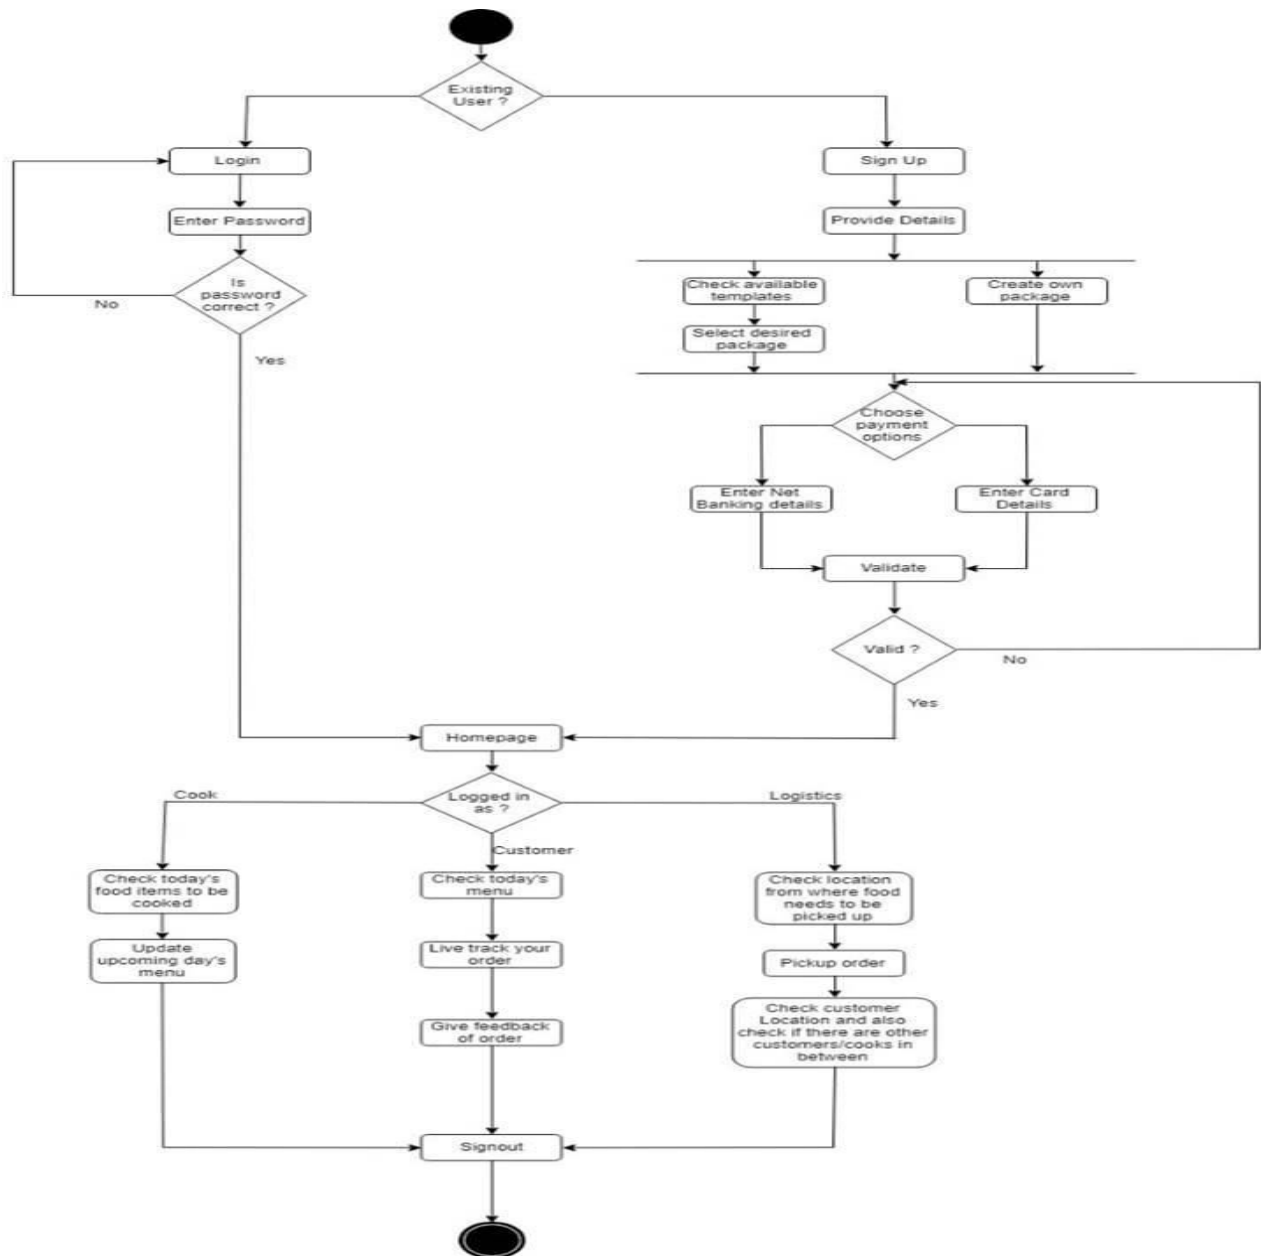 Existing
User ?
Login
Sign Up
Enter Password
Provide Details
Is
password
correct ?
No
Yes
Check available
templates
Create own
package
Select desired
package
Choose
payment
options
Enter Net
Banking details
Enter Card
Details
Validate
Valid ?
No
Yes
Homepage
Logged in
as ?
Cook
Logistics
Customer
Check today's
food items to be
cooked
Check today's
menu
Check location
from where food
needs to be
picked up
Update
upcoming day's
menu
Live track your
order
Pickup order
Give feedback
of order
Check customer
Location and also
check if there are other
customers/cooks in
between
Signout